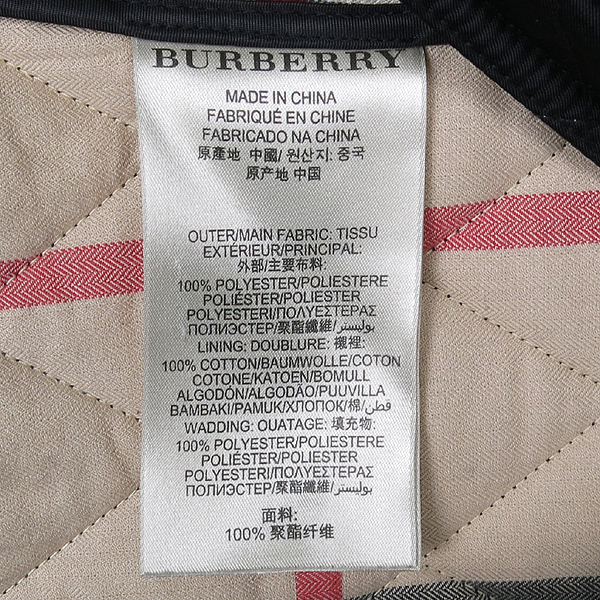 BURBERRY
MADE IN CHINA
FABRIQUÉ EN CHINE
FABRICADO NA CHINA
原產地 中國/ 원산지: 중국
原产地 中国
OUTER/MAIN FABRIC: TISSU
EXTÉRIEUR/PRINCIPAL:
外部/主要布料:
100% POLYESTER/POLIESTERE
POLIÉSTER/POLIESTER
POLYESTERI/ΠΟΛΥΕΣΤΕΡΑΣ
ПОЛИЭСТЕР/聚酯纖維/بوليستر
LINING: DOUBLURE: 襯裡:
100% COTTON/BAUMWOLLE/COTON
COTONE/KATOEN/BOMULL
ALGODÓN/ALGODÃO/PUUVILLA
BAMBAKI/PAMUK/ХЛОПОК/棉/قطن
WADDING: OUATAGE: 填充物:
100% POLYESTER/POLIESTERE
POLIÉSTER/POLIESTER
POLYESTERI/ΠΟΛΥΕΣΤΕΡΑΣ
ПОЛИЭСТЕР/聚酯纖維/بوليستر
面料:
100% 聚酯纤维